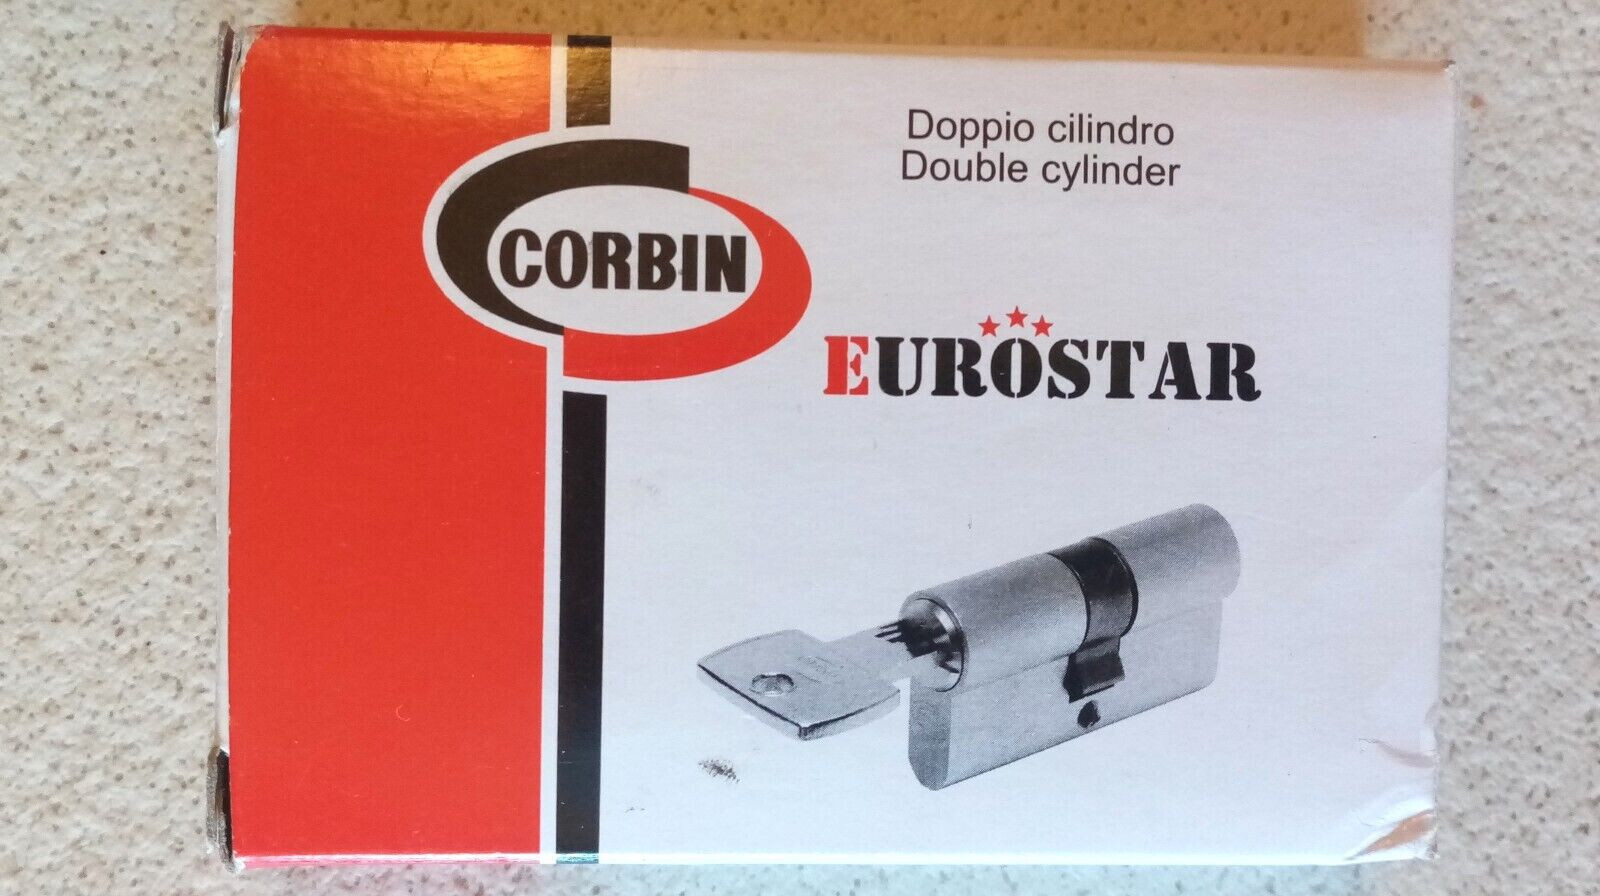 Doppio cilindro
Double cylinder
CORBIN
EUROSTAR